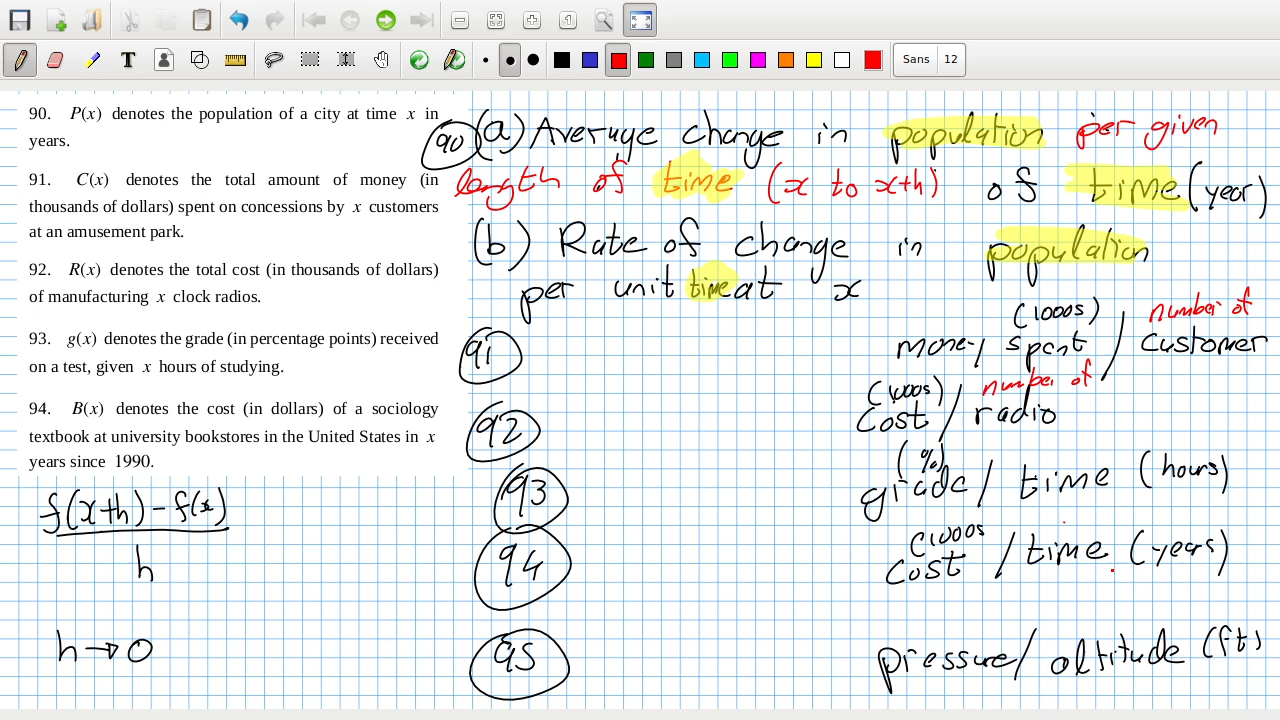 Sans 12
90. P(x) denotes the population of a city at time x in
years.
91. C(x) denotes the total amount of money (in
thousands of dollars) spent on concessions by x customers
at an amusement park.
92. R(x) denotes the total cost (in thousands of dollars)
of manufacturing x clock radios.
93. g(x) denotes the grade (in percentage points) received
on a test, given x hours of studying.
94. B(x) denotes the cost (in dollars) of a sociology
textbook at university bookstores in the United States in x
years since 1990.
f(x+h) - f(x)
h
h → 0
90 (a) Average change in population per given
length of time (x to x+h) of time (year)
(b) Rate of change in population
per unit time at x
91 (1000s) number of
money spent / customer
(1000s) number of
92 cost / radio
(%)
93 grade / time (hours)
(1000s
94 cost / time (years)
95 pressure / altitude (ft)